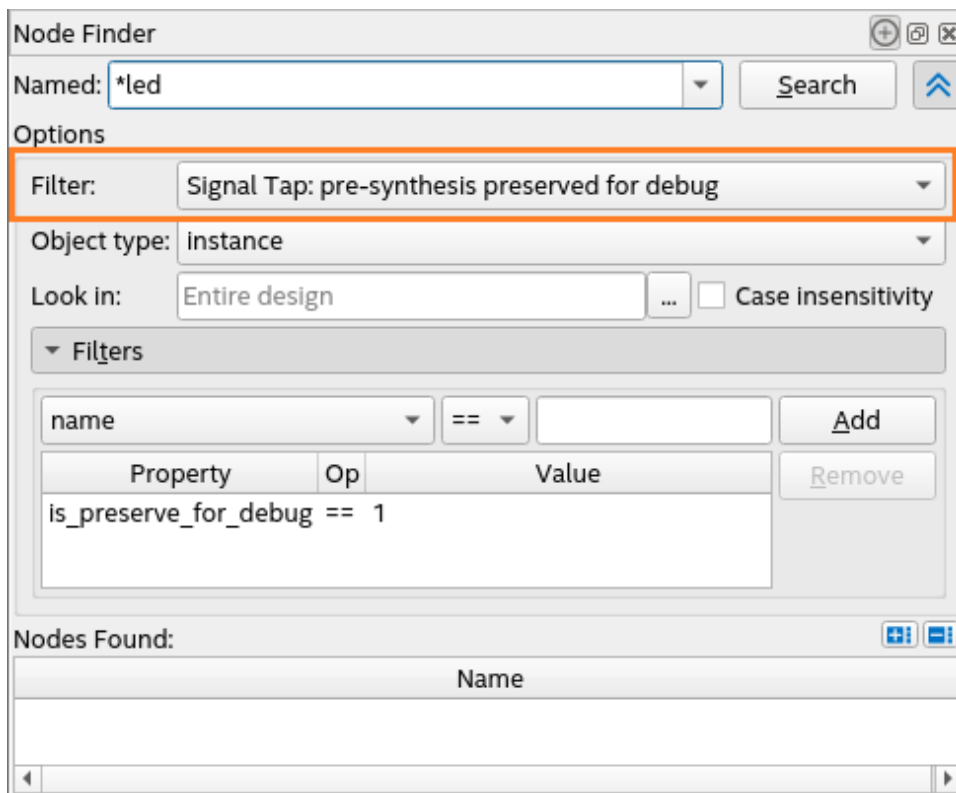 Node Finder
Named: *led Search
Options
Filter: Signal Tap: pre-synthesis preserved for debug
Object type: instance
Look in: Entire design ... Case insensitivity
Filters
name == Add
Property Op Value Remove
is_preserve_for_debug == 1
Nodes Found:
Name